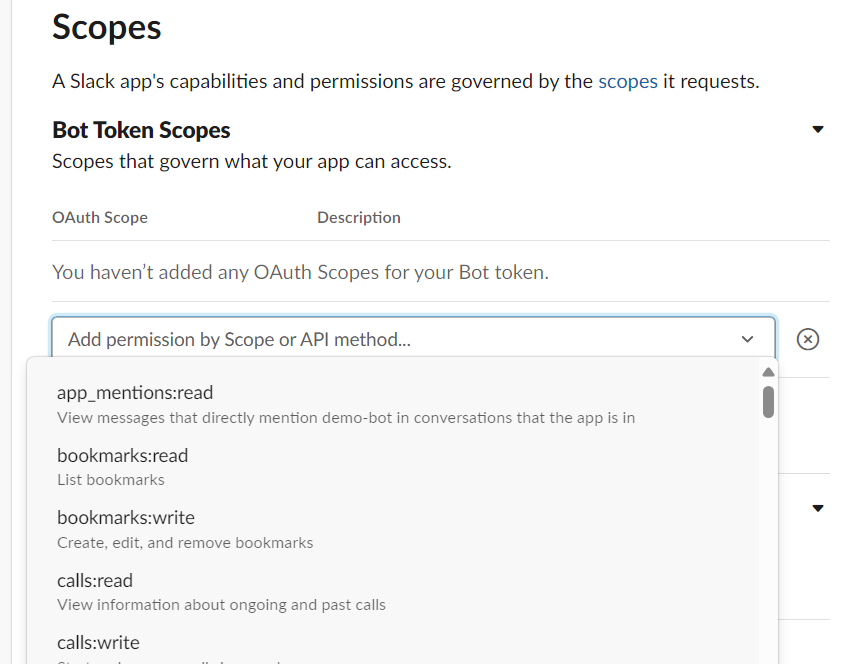 Scopes
A Slack app's capabilities and permissions are governed by the scopes it requests.
Bot Token Scopes
Scopes that govern what your app can access.
OAuth Scope Description
You haven’t added any OAuth Scopes for your Bot token.
Add permission by Scope or API method...
app_mentions:read
View messages that directly mention demo-bot in conversations that the app is in
bookmarks:read
List bookmarks
bookmarks:write
Create, edit, and remove bookmarks
calls:read
View information about ongoing and past calls
calls:write